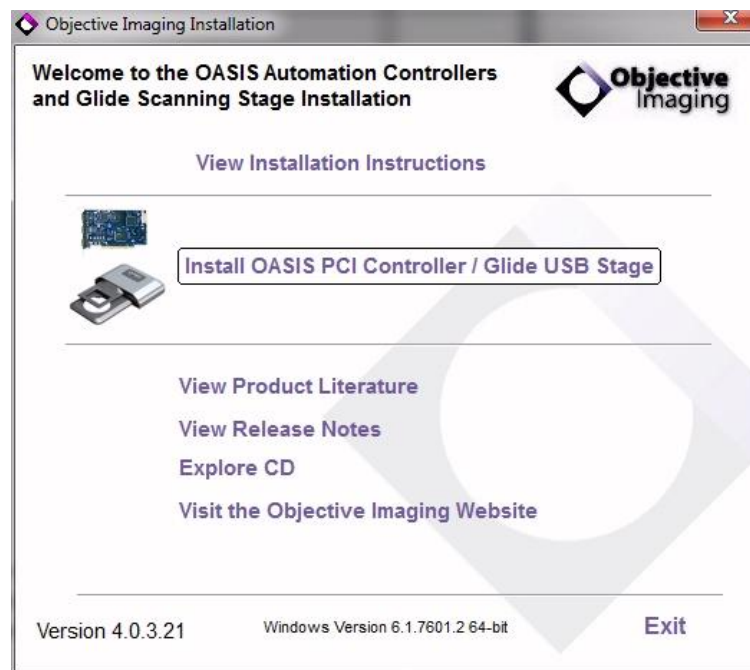 Objective Imaging Installation
Welcome to the OASIS Automation Controllers
and Glide Scanning Stage Installation
Objective
Imaging
View Installation Instructions
Install OASIS PCI Controller / Glide USB Stage
View Product Literature
View Release Notes
Explore CD
Visit the Objective Imaging Website
Version 4.0.3.21
Windows Version 6.1.7601.2 64-bit
Exit